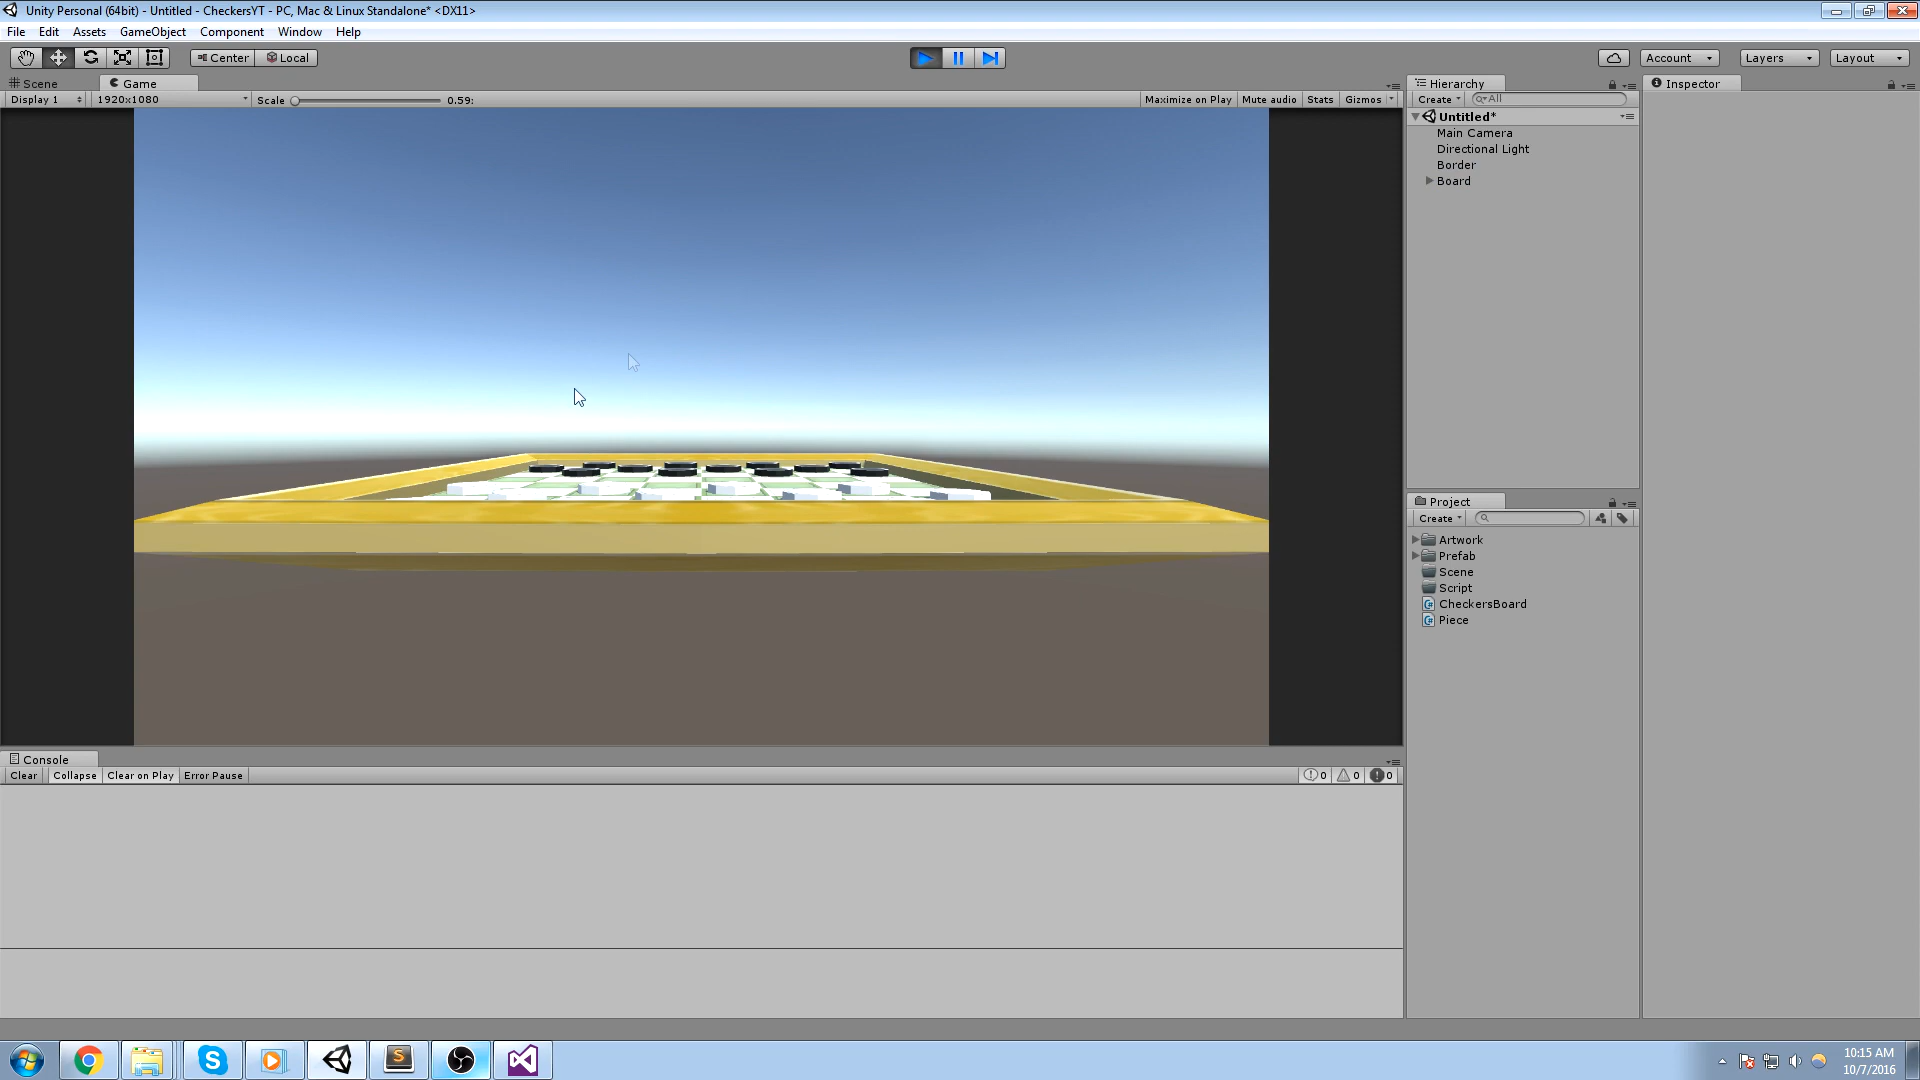 Unity Personal (64bit) - Untitled - CheckersYT - PC, Mac & Linux Standalone* <DX11>
File Edit Assets GameObject Component Window Help
Center Local Account Layers Layout
Scene Game
Display 1 1920x1080 Scale 0.59: Maximize on Play Mute audio Stats Gizmos
Hierarchy
Create All
Untitled*
Main Camera
Directional Light
Border
Board
Inspector
Project
Create
Artwork
Prefab
Scene
Script
CheckersBoard
Piece
Console
Clear Collapse Clear on Play Error Pause 0 0 0
10:15 AM
10/7/2016